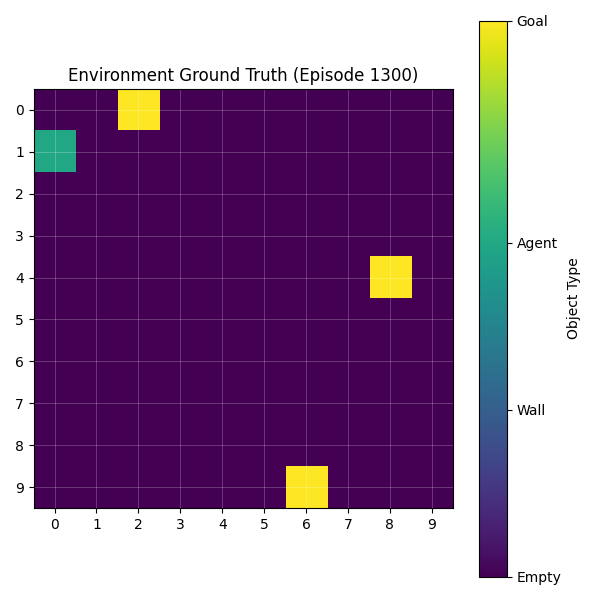 Environment Ground Truth (Episode 1300)
0
1
2
3
4
5
6
7
8
9
0 1 2 3 4 5 6 7 8 9
Goal
Agent
Wall
Empty
Object Type